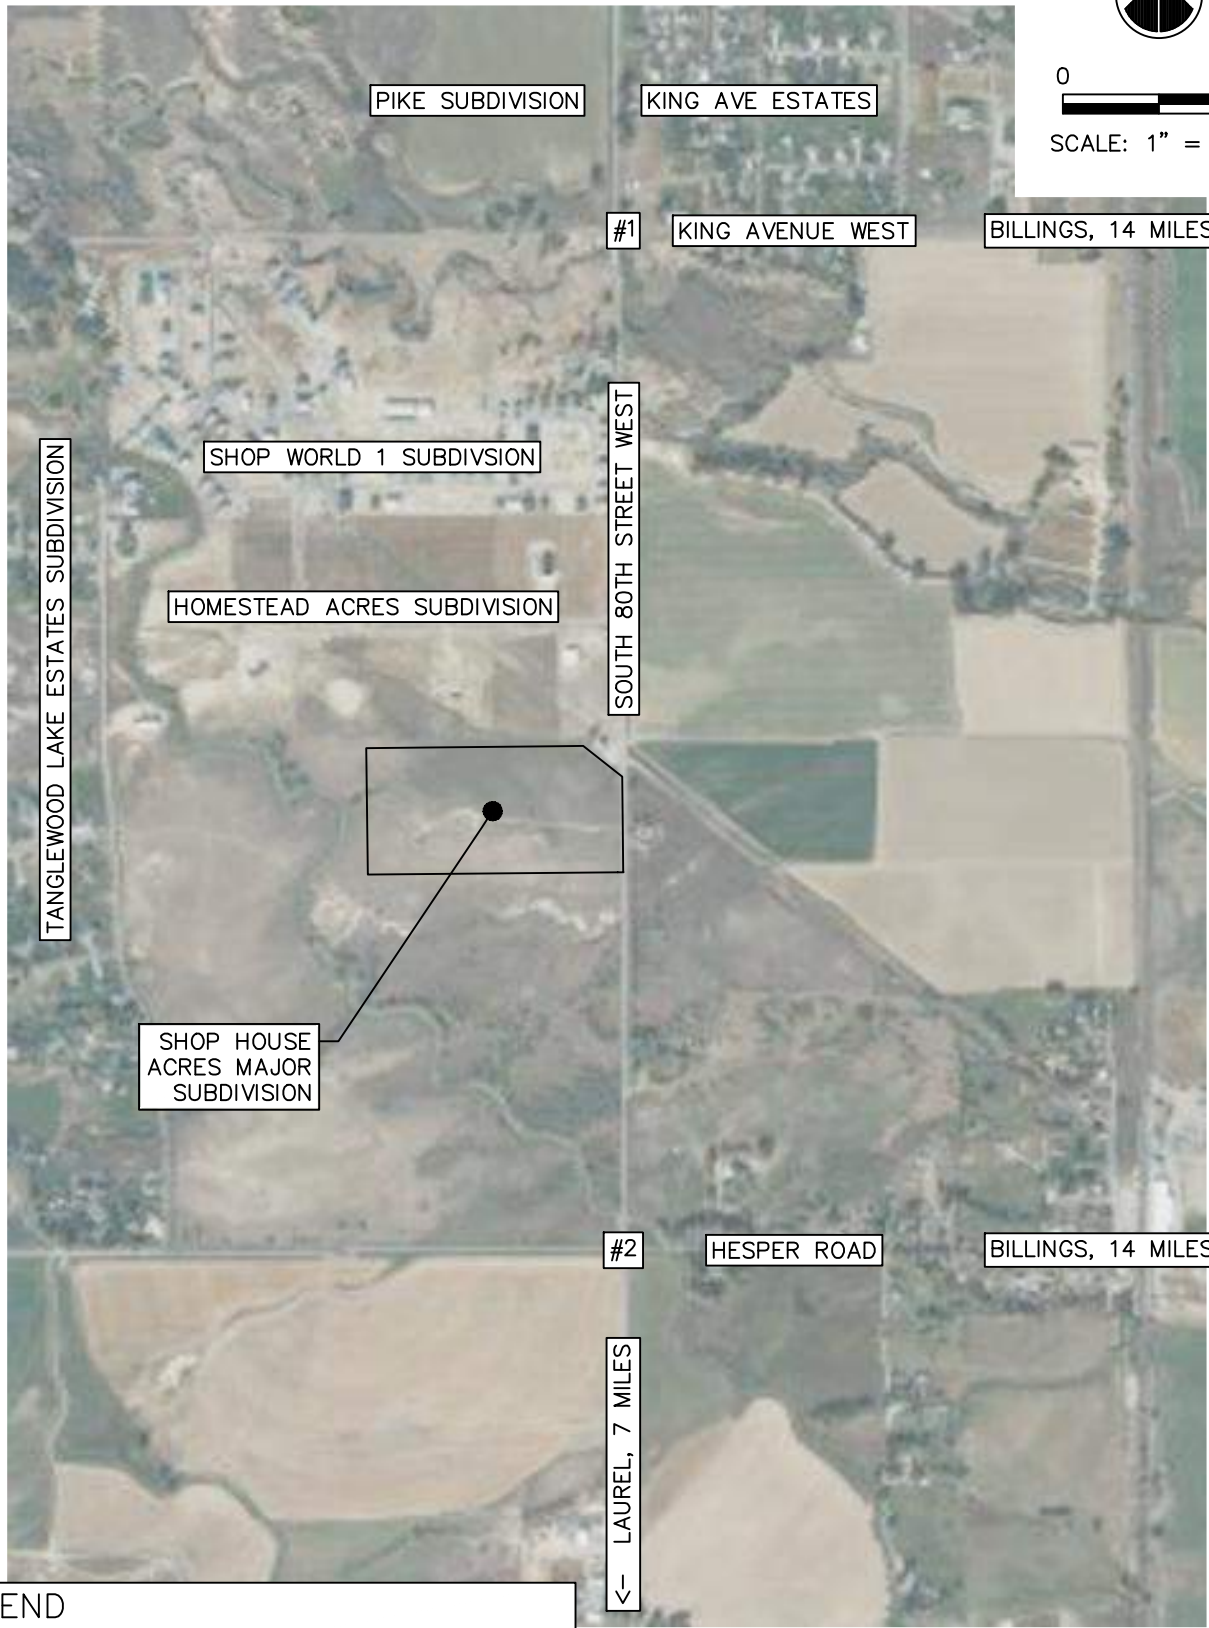 0
SCALE: 1" =
PIKE SUBDIVISION
KING AVE ESTATES
#1
KING AVENUE WEST
BILLINGS, 14 MILES
SOUTH 80TH STREET WEST
SHOP WORLD 1 SUBDIVSION
TANGLEWOOD LAKE ESTATES SUBDIVISION
HOMESTEAD ACRES SUBDIVISION
SHOP HOUSE
ACRES MAJOR
SUBDIVISION
#2
HESPER ROAD
BILLINGS, 14 MILES
<- LAUREL, 7 MILES
END